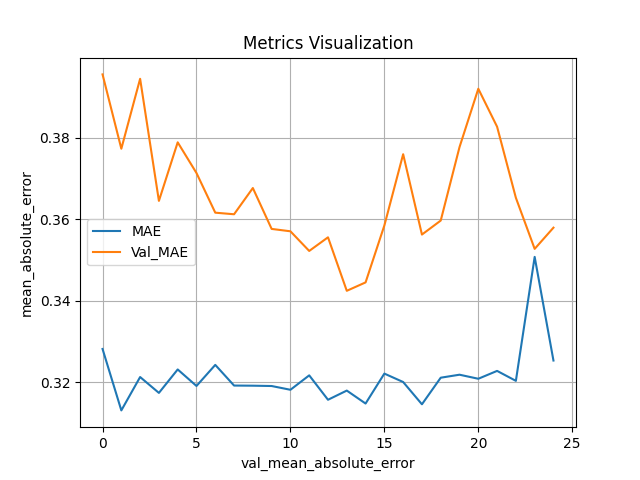 Metrics Visualization
mean_absolute_error
0.38
0.36
0.34
0.32
MAE
Val_MAE
0
5
10
15
20
25
val_mean_absolute_error